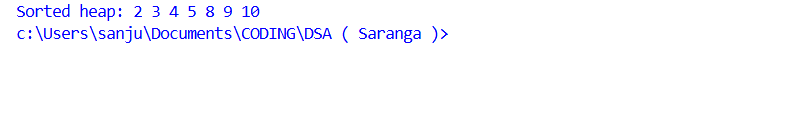 Sorted heap: 2 3 4 5 8 9 10
c:\Users\sanju\Documents\CODING\DSA ( Saranga )>